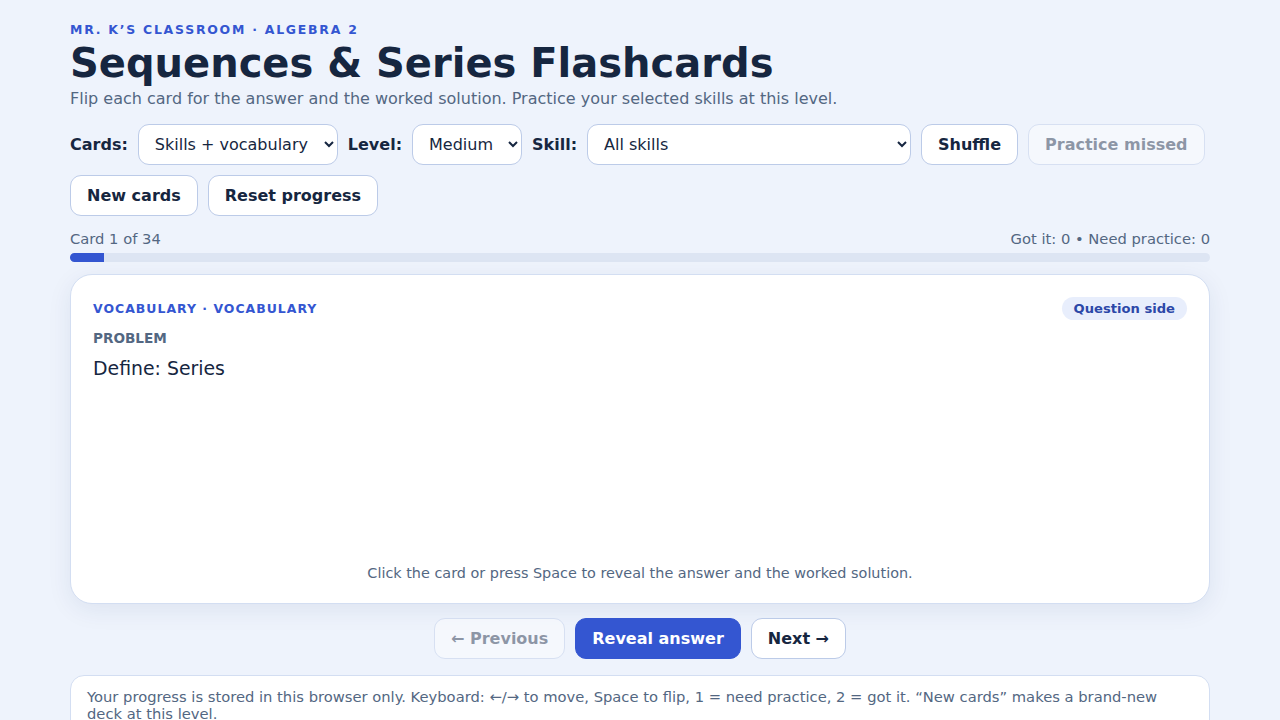 MR. K’S CLASSROOM · ALGEBRA 2
Sequences & Series Flashcards
Flip each card for the answer and the worked solution. Practice your selected skills at this level.
Cards: Skills + vocabulary Level: Medium Skill: All skills Shuffle Practice missed
New cards Reset progress
Card 1 of 34 Got it: 0 • Need practice: 0
VOCABULARY · VOCABULARY Question side
PROBLEM
Define: Series
Click the card or press Space to reveal the answer and the worked solution.
← Previous Reveal answer Next →
Your progress is stored in this browser only. Keyboard: ←/→ to move, Space to flip, 1 = need practice, 2 = got it. “New cards” makes a brand-new
deck at this level.